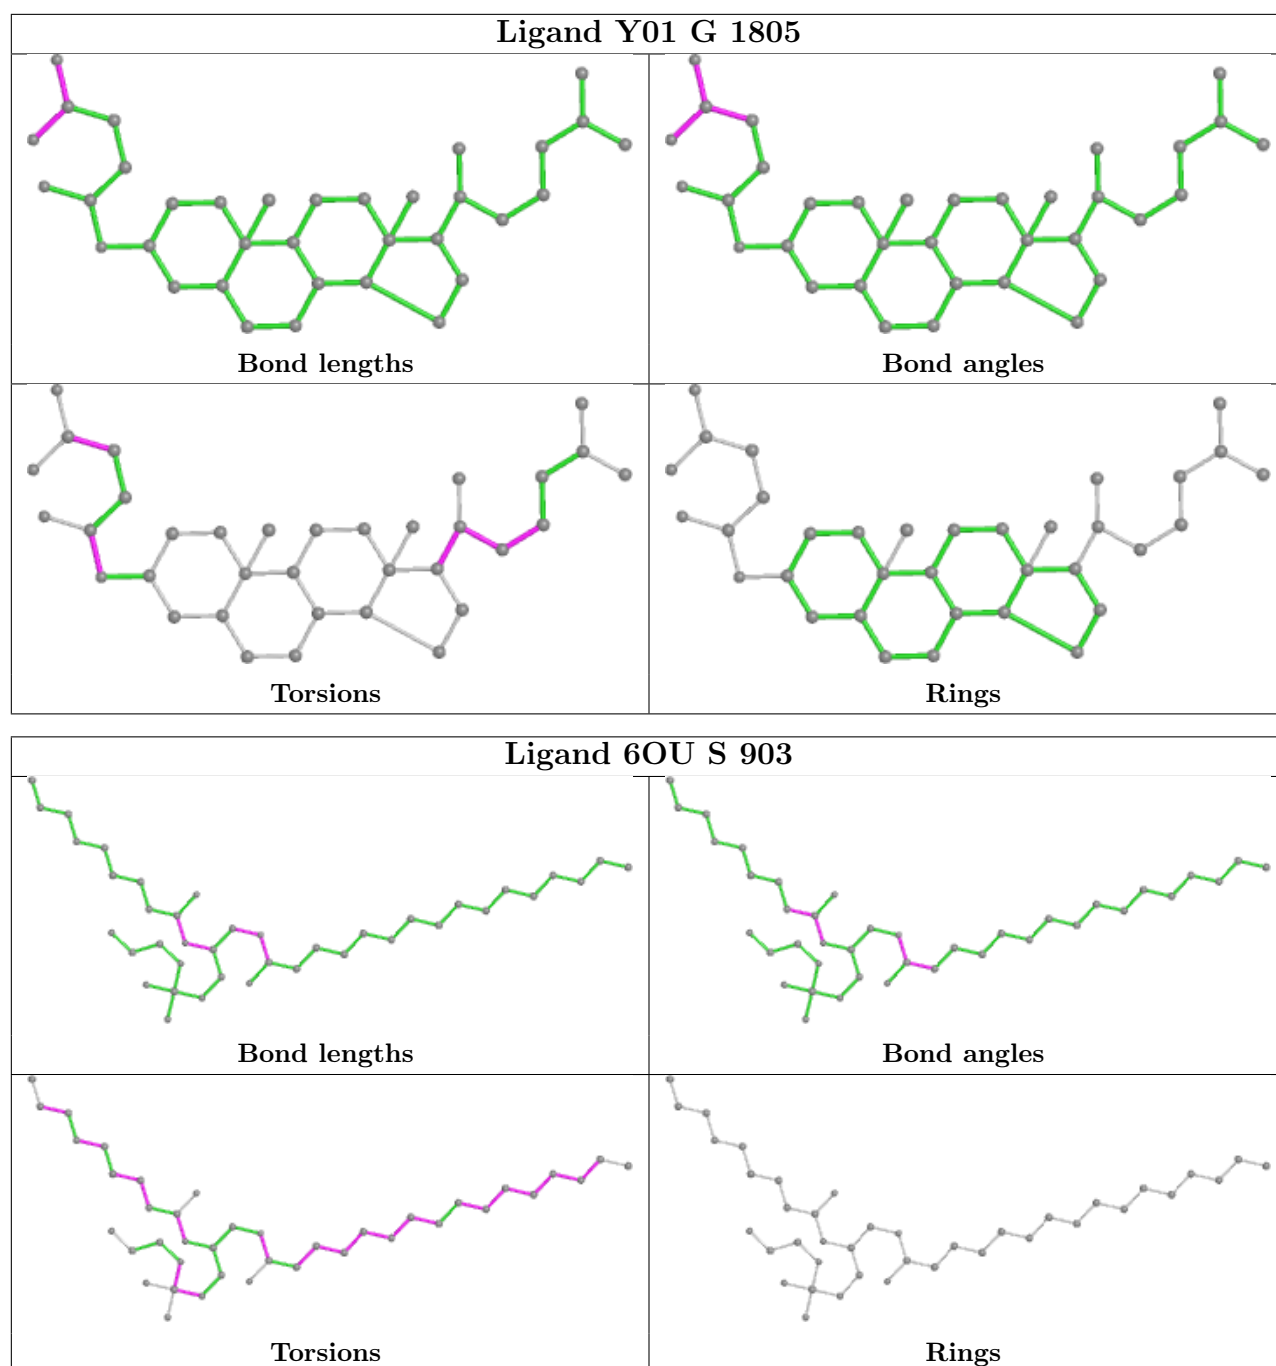 Ligand Y01 G 1805
Bond lengths
Bond angles
Torsions
Rings
Ligand 6OU S 903
Bond lengths
Bond angles
Torsions
Rings